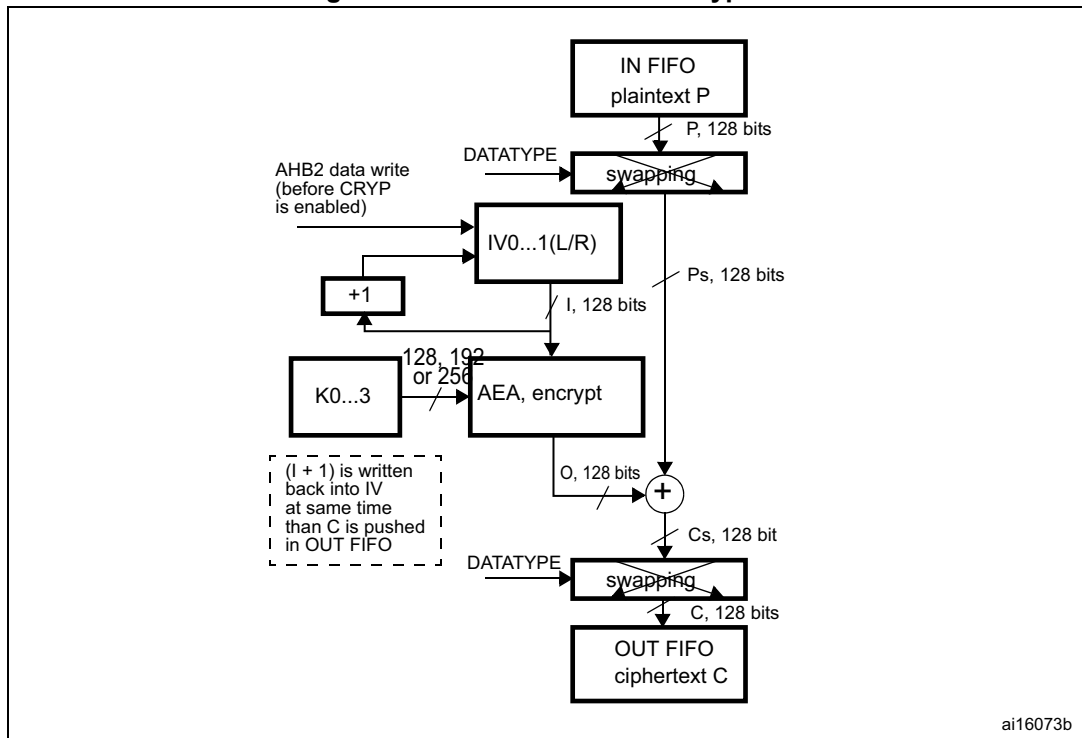 IN FIFO
plaintext P
P, 128 bits
DATATYPE
swapping
AHB2 data write
(before CRYP
is enabled)
IV0...1(L/R)
Ps, 128 bits
+1
I, 128 bits
128, 192
or 256
K0...3
AEA, encrypt
(I + 1) is written
back into IV
at same time
than C is pushed
in OUT FIFO
O, 128 bits
+
Cs, 128 bit
DATATYPE
swapping
C, 128 bits
OUT FIFO
ciphertext C
ai16073b